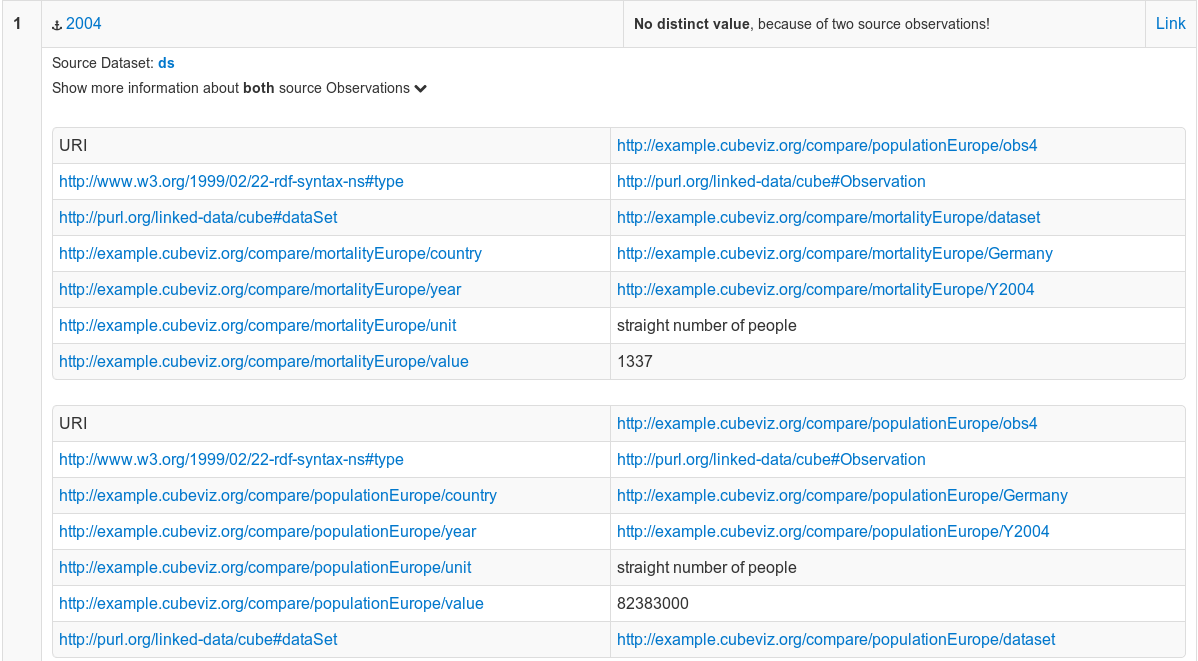 1 2004 No distinct value, because of two source observations! Link
Source Dataset: ds
Show more information about both source Observations
URI http://example.cubeviz.org/compare/populationEurope/obs4
http://www.w3.org/1999/02/22-rdf-syntax-ns#type http://purl.org/linked-data/cube#Observation
http://purl.org/linked-data/cube#dataSet http://example.cubeviz.org/compare/mortalityEurope/dataset
http://example.cubeviz.org/compare/mortalityEurope/country http://example.cubeviz.org/compare/mortalityEurope/Germany
http://example.cubeviz.org/compare/mortalityEurope/year http://example.cubeviz.org/compare/mortalityEurope/Y2004
http://example.cubeviz.org/compare/mortalityEurope/unit straight number of people
http://example.cubeviz.org/compare/mortalityEurope/value 1337
URI http://example.cubeviz.org/compare/populationEurope/obs4
http://www.w3.org/1999/02/22-rdf-syntax-ns#type http://purl.org/linked-data/cube#Observation
http://example.cubeviz.org/compare/populationEurope/country http://example.cubeviz.org/compare/populationEurope/Germany
http://example.cubeviz.org/compare/populationEurope/year http://example.cubeviz.org/compare/populationEurope/Y2004
http://example.cubeviz.org/compare/populationEurope/unit straight number of people
http://example.cubeviz.org/compare/populationEurope/value 82383000
http://purl.org/linked-data/cube#dataSet http://example.cubeviz.org/compare/populationEurope/dataset